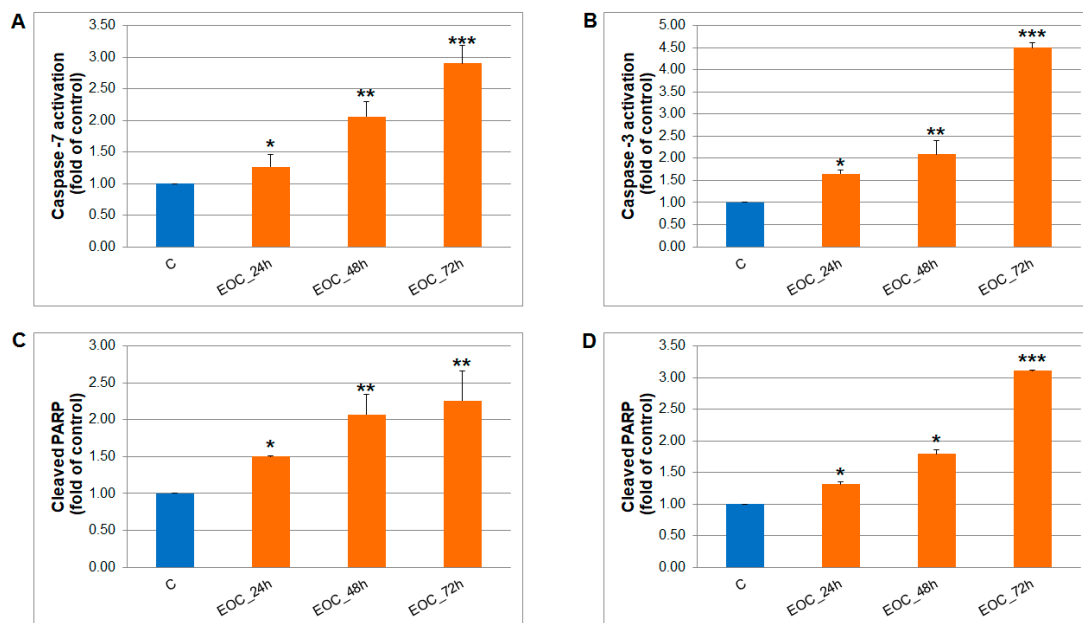 A
Caspase -7 activation
(fold of control)
3.50
3.00
2.50
2.00
1.50
1.00
0.50
0.00
*
**
***
C
EOC_24h
EOC_48h
EOC_72h
B
Caspase -3 activation
(fold of control)
5.00
4.50
4.00
3.50
3.00
2.50
2.00
1.50
1.00
0.50
0.00
*
**
***
C
EOC_24h
EOC_48h
EOC_72h
C
Cleaved PARP
(fold of control)
3.00
2.50
2.00
1.50
1.00
0.50
0.00
*
**
**
C
EOC_24h
EOC_48h
EOC_72h
D
Cleaved PARP
(fold of control)
3.50
3.00
2.50
2.00
1.50
1.00
0.50
0.00
*
*
***
C
EOC_24h
EOC_48h
EOC_72h